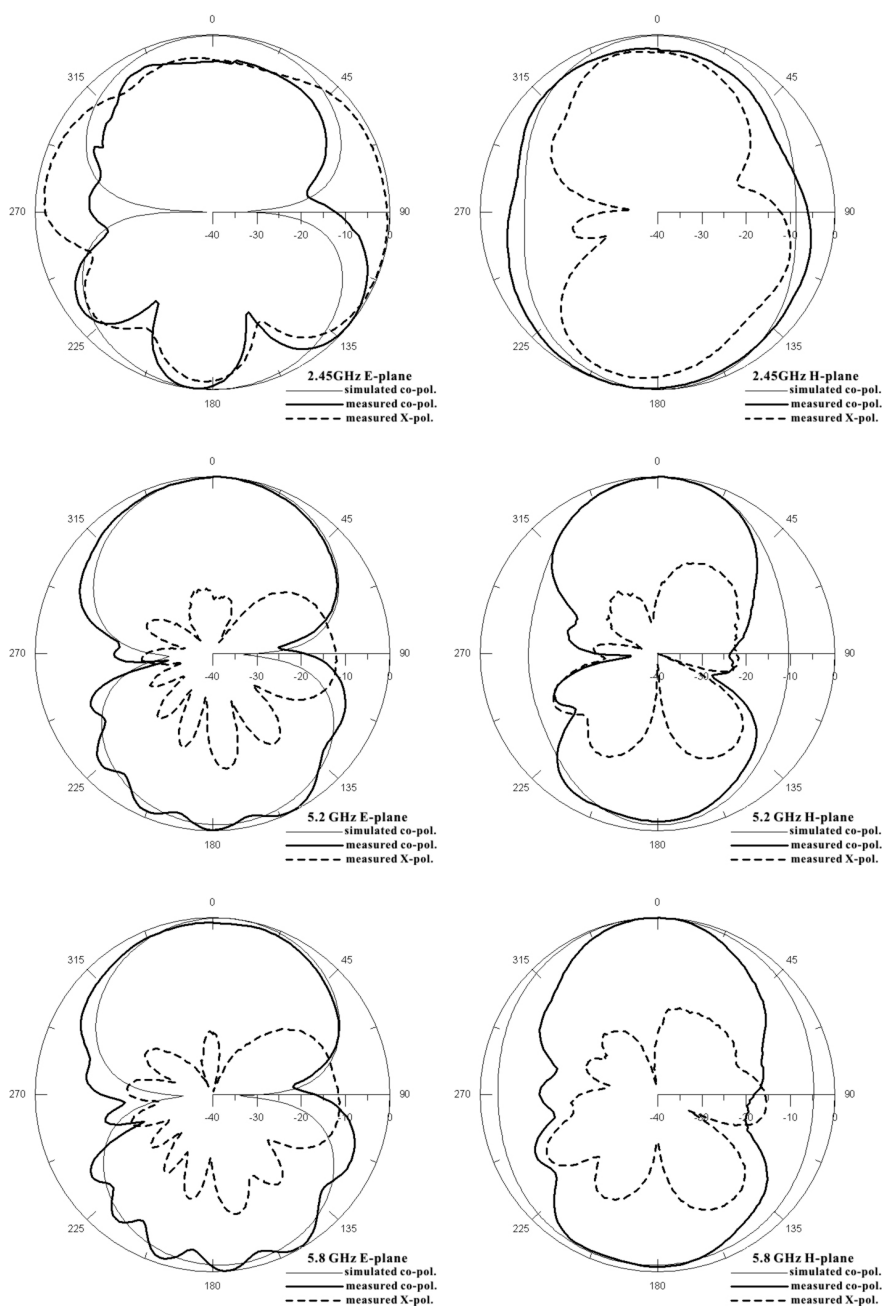 0
315 45
270 90
-40 -30 -20 -10 0
225 135
180
2.45GHz E-plane
simulated co-pol.
measured co-pol.
measured X-pol.
0
315 45
270 90
-40 -30 -20 -10 0
225 135
180
2.45GHz H-plane
simulated co-pol.
measured co-pol.
measured X-pol.
0
315 45
270 90
-40 -30 -20 -10 0
225 135
180
5.2 GHz E-plane
simulated co-pol.
measured co-pol.
measured X-pol.
0
315 45
270 90
-40 -30 -20 -10 0
225 135
180
5.2 GHz H-plane
simulated co-pol.
measured co-pol.
measured X-pol.
0
315 45
270 90
-40 -30 -20 -10 0
225 135
180
5.8 GHz E-plane
simulated co-pol.
measured co-pol.
measured X-pol.
0
315 45
270 90
-40 -30 -20 -10 0
225 135
180
5.8 GHz H-plane
simulated co-pol.
measured co-pol.
measured X-pol.